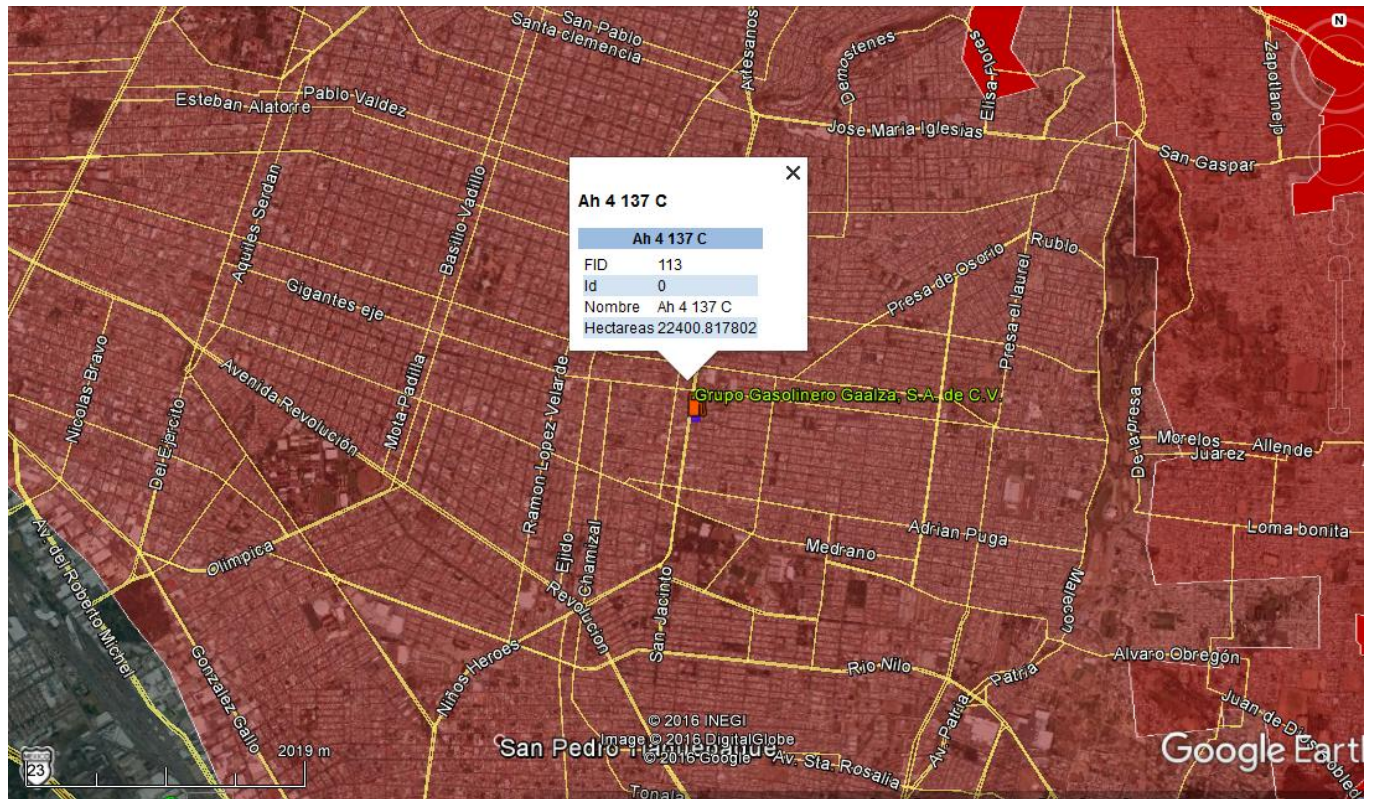 San Pablo
Santa clemencia
Artesanos
Demostenes
Elisa Flores
N
Zapotlanejo
Esteban Alatorre
Pablo Valdez
Jose Maria Iglesias
San Gaspar
Aquiles Serdan
Basilio Vadillo
Ah 4 137 C
Ah 4 137 C
FID 113
Id 0
Nombre Ah 4 137 C
Hectareas 22400.817802
Rublo
Presa de Osorio
Presa el laurel
Gigantes eje
Nicolas Bravo
Avenida Revolución
Mota Padilla
Del Ejercito
Ramon Lopez Velarde
Grupo Gasolinero Gaalza, S.A. de C.V.
De la presa
Morelos
Juarez
Allende
Loma bonita
Adrian Puga
Medrano
Av. del Roberto Michel
Olimpica
Ejido
Chamizal
San Jacinto
Revolucion
Malecon
Gonzalez Gallo
Niños Heroes
Rio Nilo
Patria
Alvaro Obregón
Av. Patria
© 2016 INEGI
Image © 2016 DigitalGlobe
© 2016 Google
San Pedro Tlaquepaque
Av. Sta. Rosalia
Tonala
23
2019 m
Google Earth